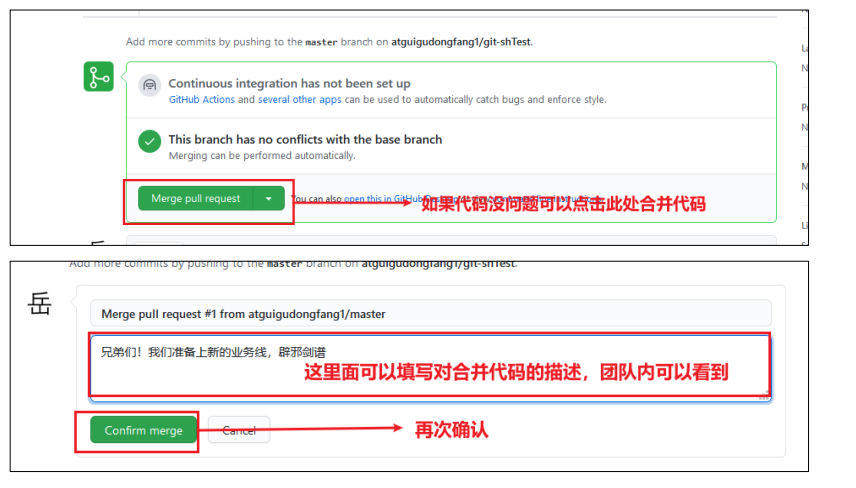 Add more commits by pushing to the master branch on atguigudongfang1/git-shTest.
Continuous integration has not been set up
GitHub Actions and several other apps can be used to automatically catch bugs and enforce style.
This branch has no conflicts with the base branch
Merging can be performed automatically.
Merge pull request
You can also open this in GitHub
如果代码没问题可以点击此处合并代码
Add more commits by pushing to the master branch on atguigudongfang1/git-shTest.
岳
Merge pull request #1 from atguigudongfang1/master
兄弟们！我们准备上新的业务线，辟邪剑谱
这里面可以填写对合并代码的描述，团队内可以看到
Confirm merge
Cancel
再次确认